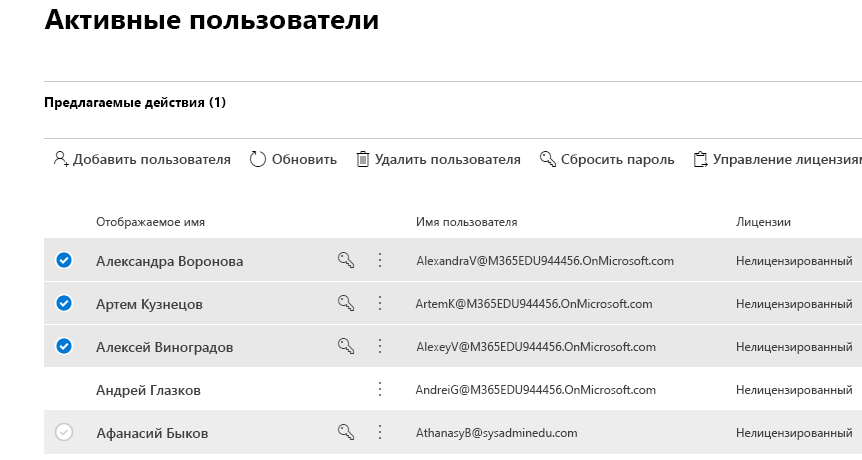 Активные пользователи
Предлагаемые действия (1)
Добавить пользователя Обновить Удалить пользователя Сбросить пароль Управление лицензиям
Отображаемое имя Имя пользователя Лицензии
Александра Воронова AlexandraV@M365EDU944456.OnMicrosoft.com Нелицензированный
Артем Кузнецов ArtemK@M365EDU944456.OnMicrosoft.com Нелицензированный
Алексей Виноградов AlexeyV@M365EDU944456.OnMicrosoft.com Нелицензированный
Андрей Глазков AndreiG@M365EDU944456.OnMicrosoft.com Нелицензированный
Афанасий Быков AthanasyB@sysadminedu.com Нелицензированный